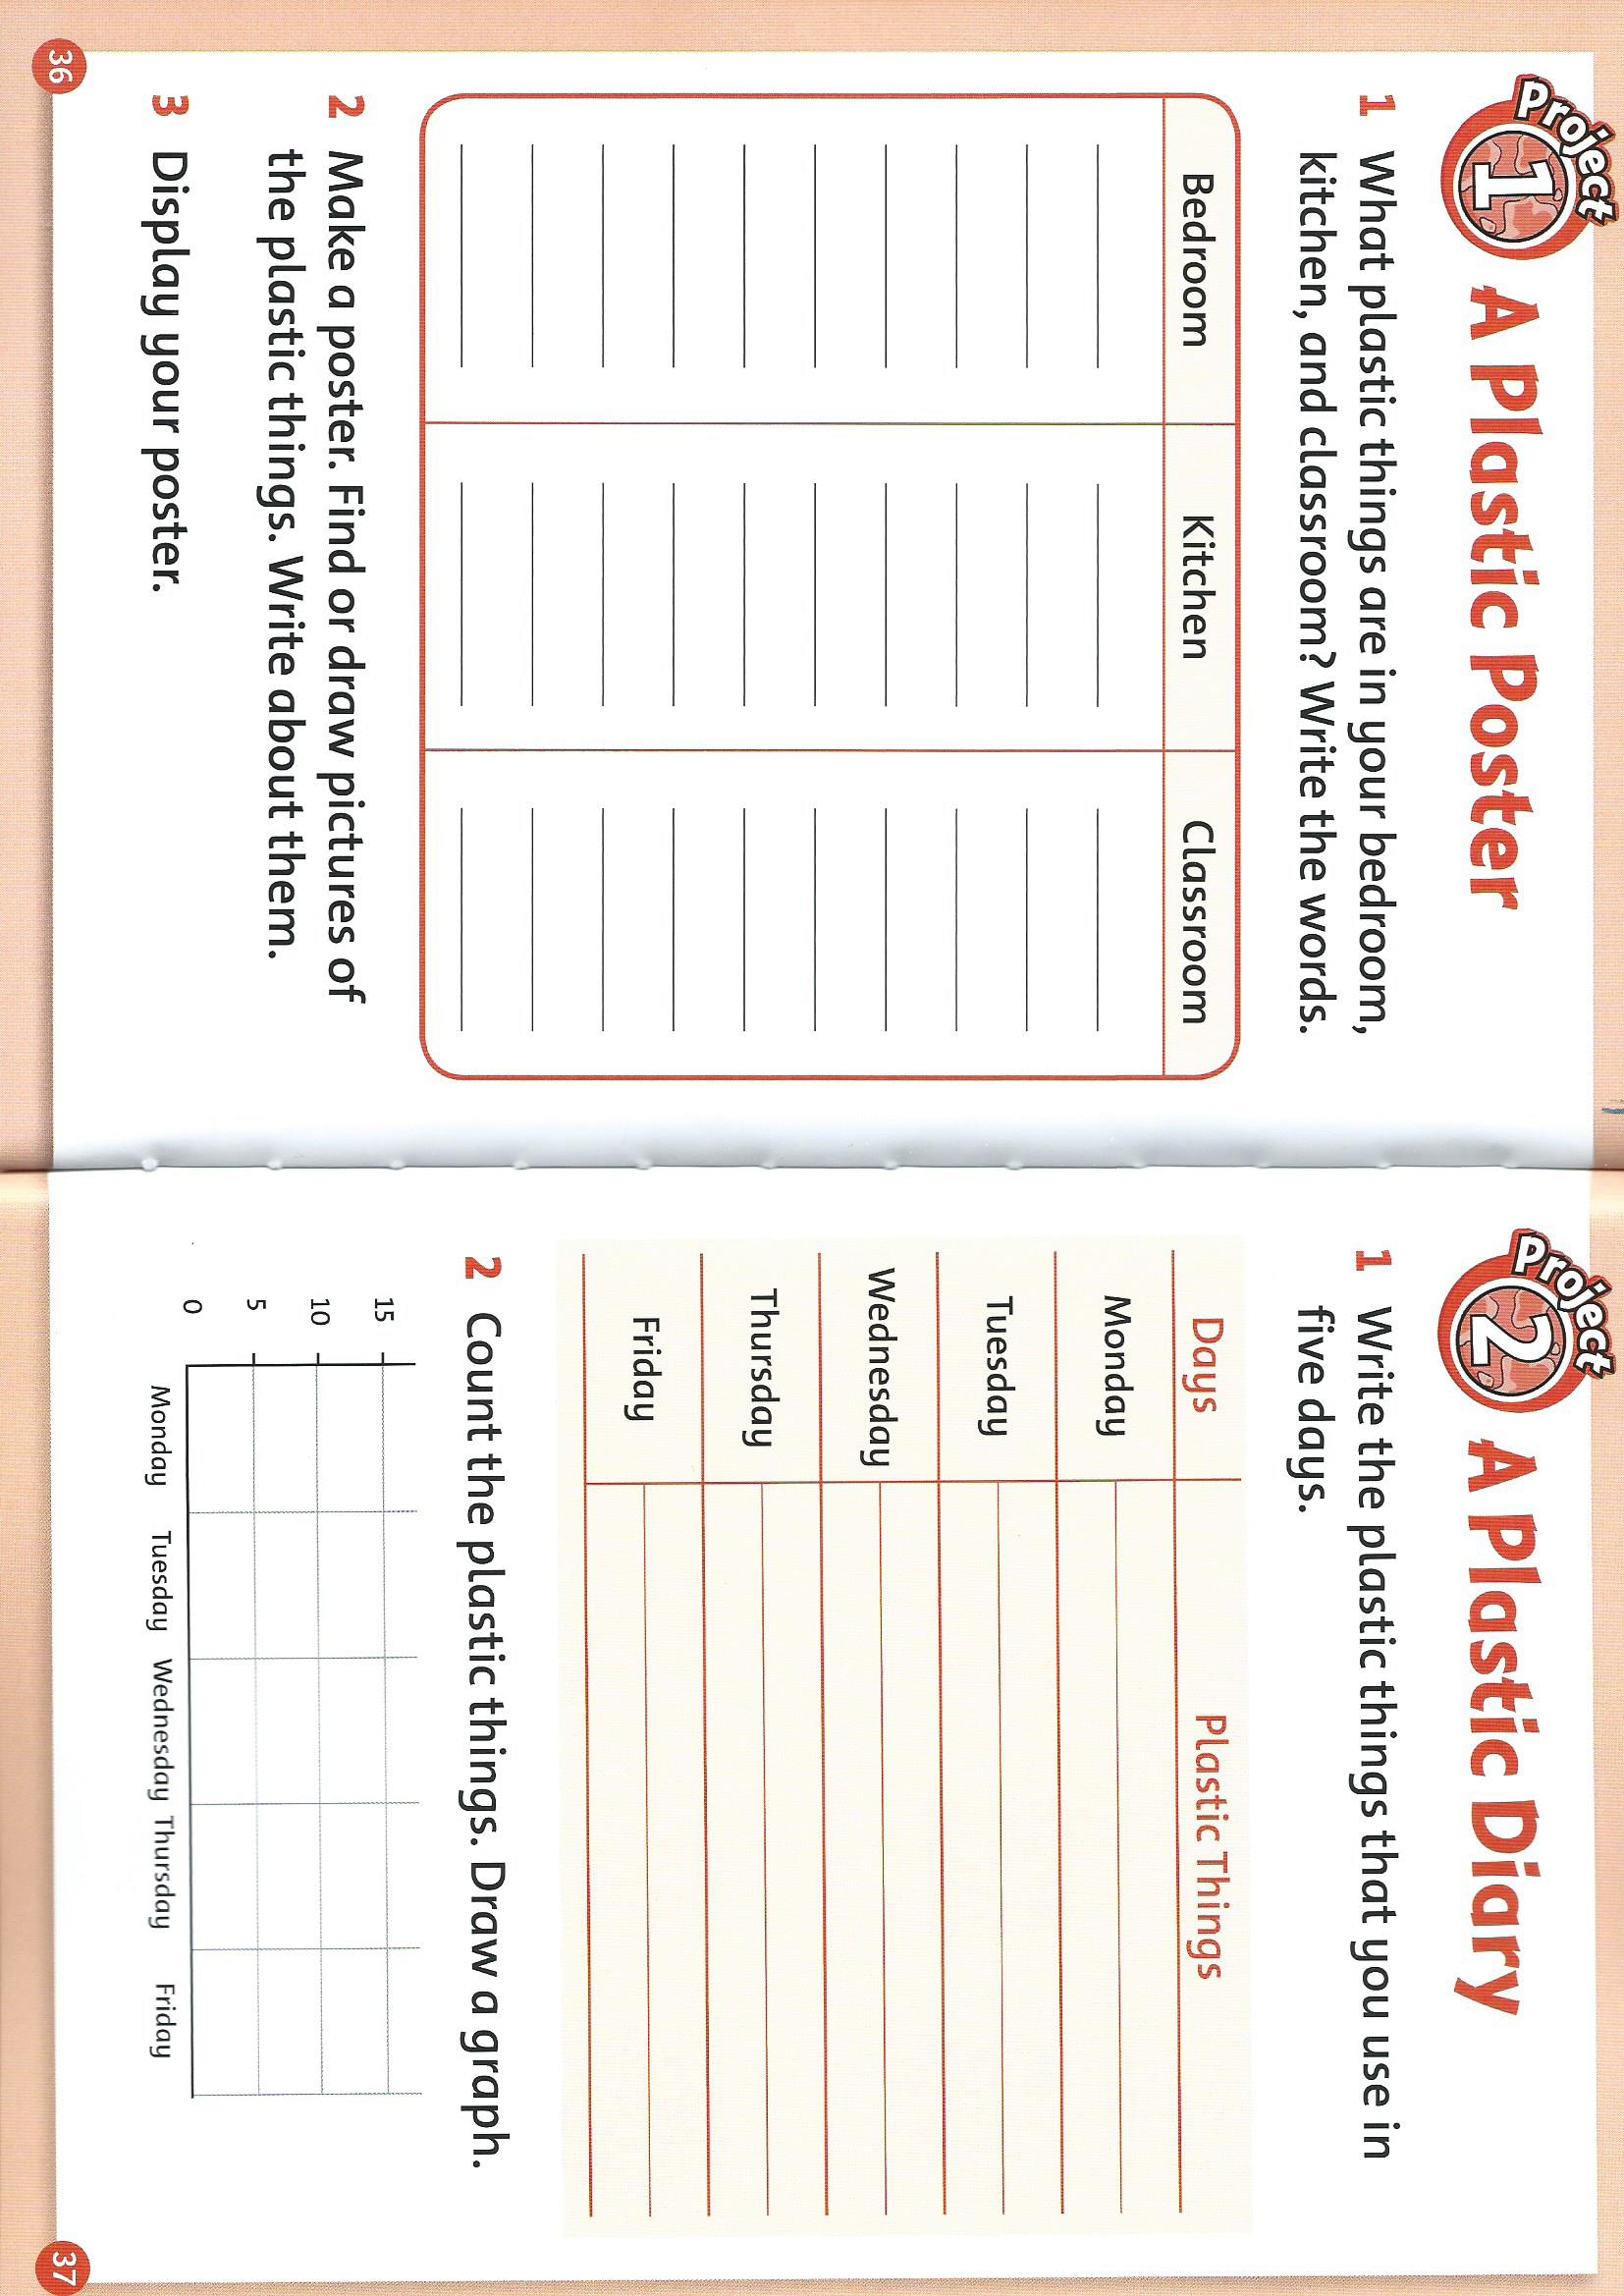 Project 1 A Plastic Poster
1 What plastic things are in your bedroom,
kitchen, and classroom? Write the words.
Bedroom Kitchen Classroom
2 Make a poster. Find or draw pictures of
the plastic things. Write about them.
3 Display your poster.
36
Project 2 A Plastic Diary
1 Write the plastic things that you use in
five days.
Days Plastic Things
Monday
Tuesday
Wednesday
Thursday
Friday
2 Count the plastic things. Draw a graph.
15
10
5
0
Monday Tuesday Wednesday Thursday Friday
37